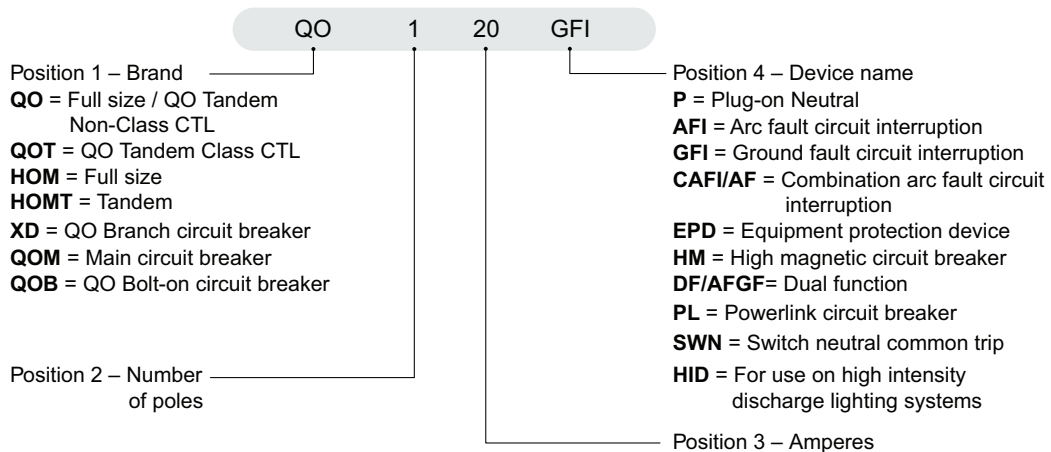 QO 1 20 GFI
Position 1 – Brand
QO = Full size / QO Tandem
Non-Class CTL
QOT = QO Tandem Class CTL
HOM = Full size
HOMT = Tandem
XD = QO Branch circuit breaker
QOM = Main circuit breaker
QOB = QO Bolt-on circuit breaker
Position 2 – Number
of poles
Position 4 – Device name
P = Plug-on Neutral
AFI = Arc fault circuit interruption
GFI = Ground fault circuit interruption
CAFI/AF = Combination arc fault circuit
interruption
EPD = Equipment protection device
HM = High magnetic circuit breaker
DF/AFGF= Dual function
PL = Powerlink circuit breaker
SWN = Switch neutral common trip
HID = For use on high intensity
discharge lighting systems
Position 3 – Amperes